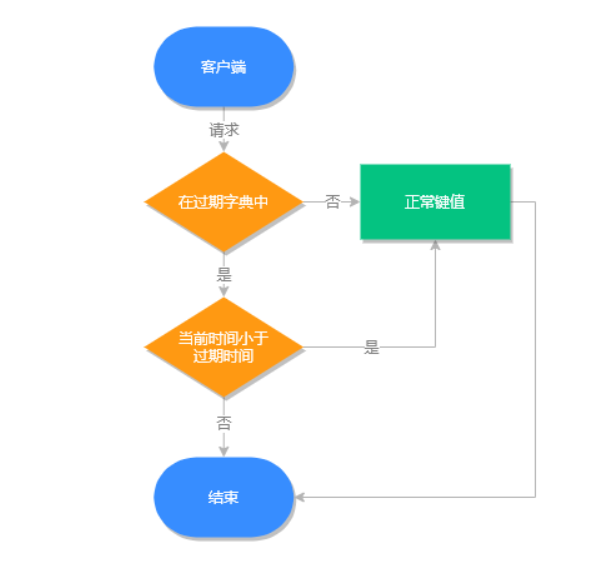 客户端
请求
在过期字典中
否
正常键值
是
当前时间小于
过期时间
是
否
结束